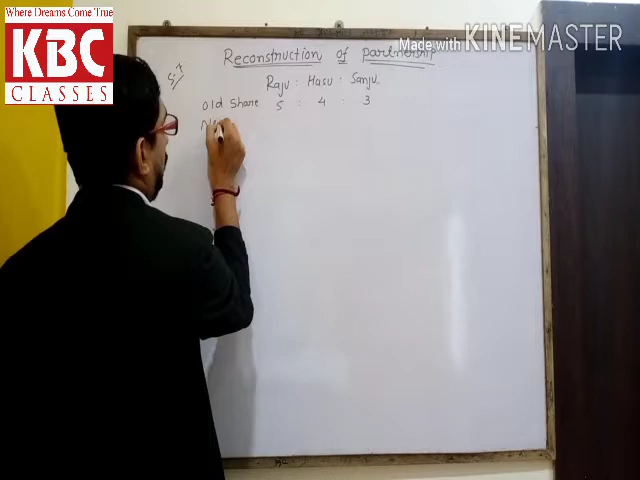 Where Dreams Come True
KBC
CLASSES
Made with KINEMASTER
Reconstruction of partnership
Raju : Hasu : Sanju
Old Share 5 : 4 : 3